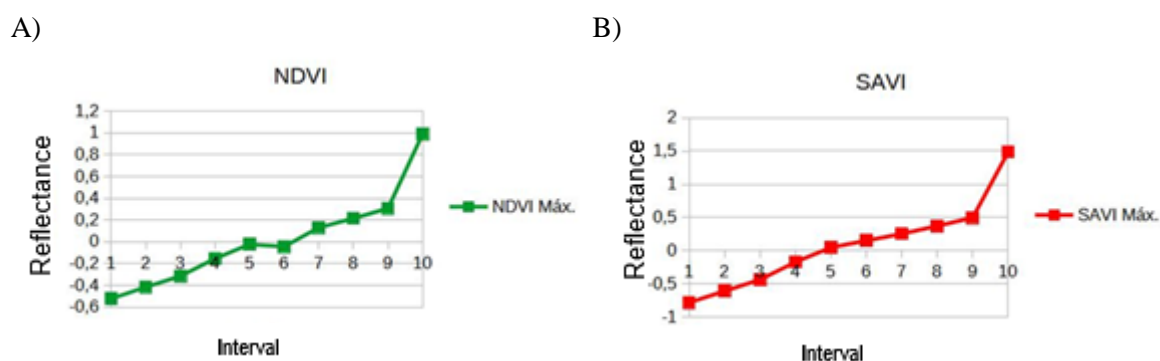 A)
NDVI
Reflectance
1,2
1
0,8
0,6
0,4
0,2
0
-0,2
-0,4
-0,6
1 2 3 4 5 6 7 8 9 10
NDVI Máx.
Interval
B)
SAVI
Reflectance
2
1,5
1
0,5
0
-0,5
-1
1 2 3 4 5 6 7 8 9 10
SAVI Máx.
Interval